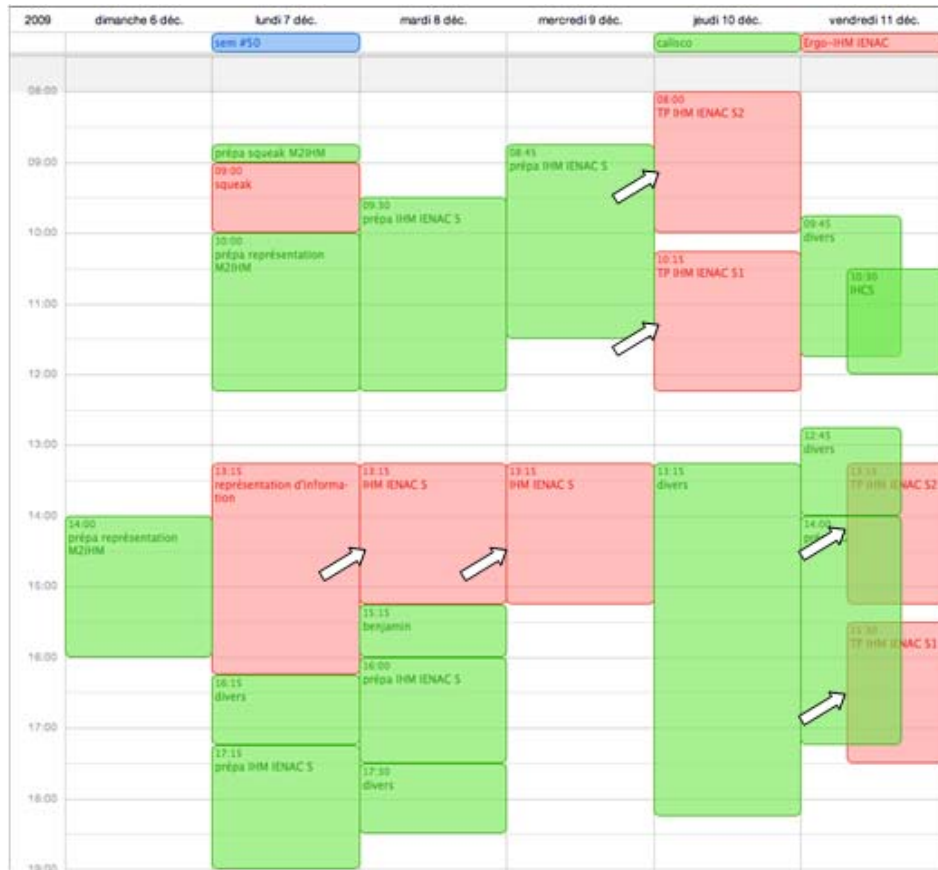 2009
dimanche 6 déc.
lundi 7 déc.
mardi 8 déc.
mercredi 9 déc.
jeudi 10 déc.
vendredi 11 déc.
sem #50
calisco
Ergo-IHM IENAC
08:00
09:00
10:00
11:00
12:00
13:00
14:00
15:00
16:00
17:00
18:00
19:00
14:00
prépa représentation
M2IHM
prépa squeak M2IHM
09:00
squeak
10:00
prépa représentation
M2IHM
13:15
représentation d'informa-
tion
16:15
divers
17:15
prépa IHM IENAC S
09:30
prépa IHM IENAC S
13:15
IHM IENAC S
15:15
benjamin
16:00
prépa IHM IENAC S
17:30
divers
08:45
prépa IHM IENAC S
13:15
IHM IENAC S
08:00
TP IHM IENAC S2
10:15
TP IHM IENAC S1
13:15
divers
09:45
divers
10:30
IHCS
12:45
divers
13:15
TP IHM IENAC S2
14:00
15:30
TP IHM IENAC S1